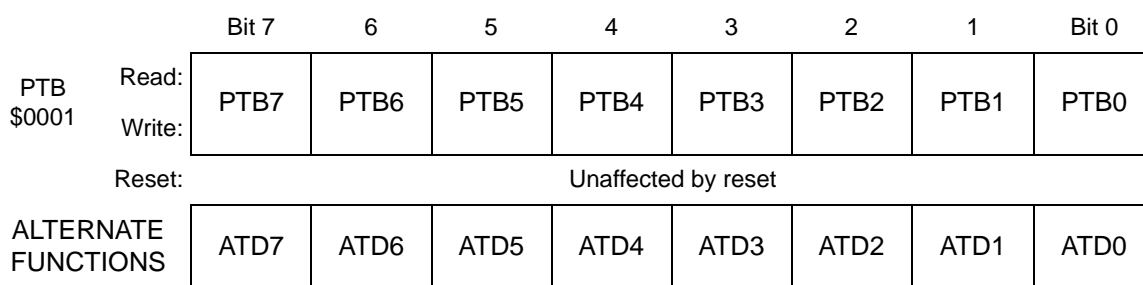 Bit 7 6 5 4 3 2 1 Bit 0
PTB $0001 Read: PTB7 PTB6 PTB5 PTB4 PTB3 PTB2 PTB1 PTB0
Write:
Reset: Unaffected by reset
ALTERNATE FUNCTIONS ATD7 ATD6 ATD5 ATD4 ATD3 ATD2 ATD1 ATD0